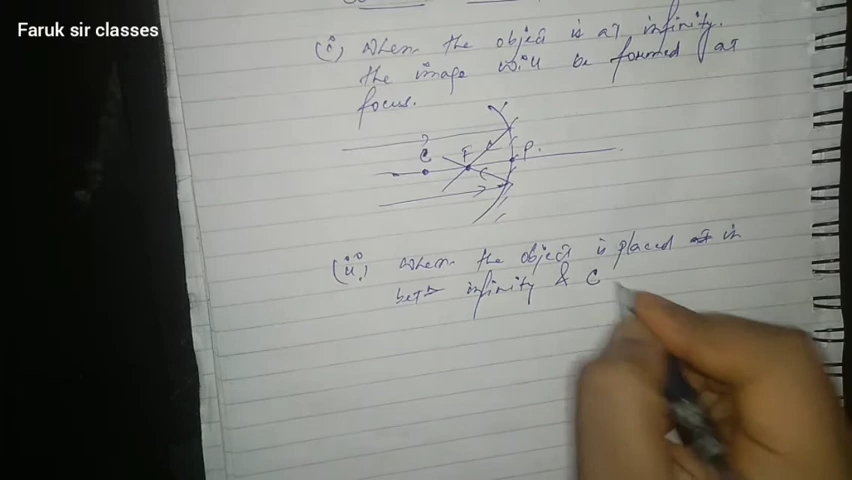 Faruk sir classes
(i) When the object is at infinity.
the image will be formed at
focus.
C F P.
(ii) When the object is placed in
betn infinity & C